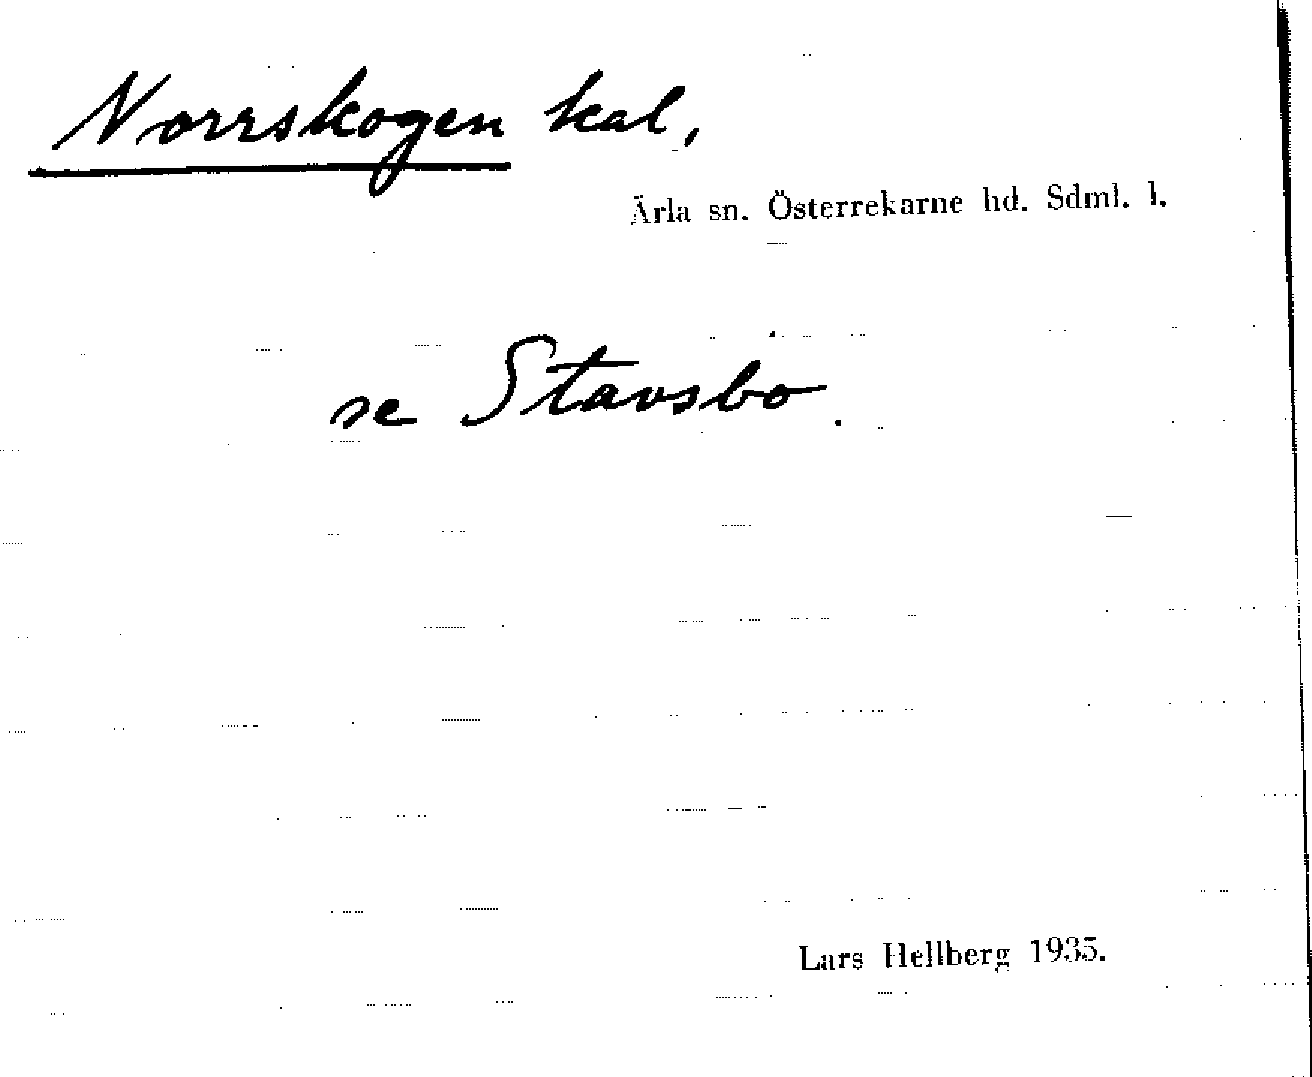 Norrskogen kal,
Ärla sn. Österrekarne hd. Sdml. l.
se Stavsbo.
Lars Hellberg 1935.